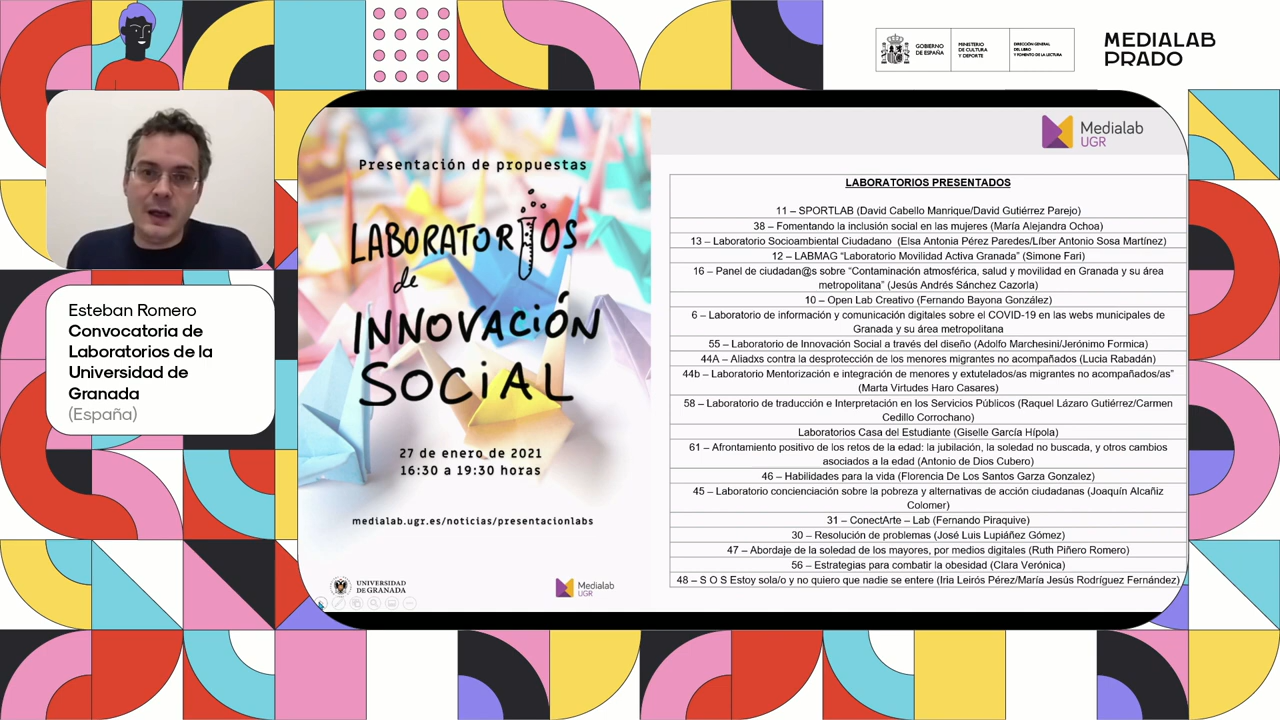 GOBIERNO
DE ESPAÑA
MINISTERIO
DE CULTURA
Y DEPORTE
DIRECCIÓN GENERAL
DEL LIBRO
Y FOMENTO DE LA LECTURA
MEDIALAB
PRADO
Esteban Romero
Convocatoria de
Laboratorios de la
Universidad de
Granada
(España)
Presentación de propuestas
LABORATORIOS
de
INNOVACIÓN
SOCIAL
27 de enero de 2021
16:30 a 19:30 horas
medialab.ugr.es/noticias/presentacionlabs
UNIVERSIDAD
DE GRANADA
Medialab
UGR
Medialab
UGR
LABORATORIOS PRESENTADOS
11 – SPORTLAB (David Cabello Manrique/David Gutiérrez Parejo)
38 – Fomentando la inclusión social en las mujeres (María Alejandra Ochoa)
13 – Laboratorio Socioambiental Ciudadano (Elsa Antonia Pérez Paredes/Líber Antonio Sosa Martínez)
12 – LABMAG “Laboratorio Movilidad Activa Granada” (Simone Fari)
16 – Panel de ciudadan@s sobre “Contaminación atmosférica, salud y movilidad en Granada y su área
metropolitana” (Jesús Andrés Sánchez Cazorla)
10 – Open Lab Creativo (Fernando Bayona González)
6 – Laboratorio de información y comunicación digitales sobre el COVID-19 en las webs municipales de
Granada y su área metropolitana
55 – Laboratorio de Innovación Social a través del diseño (Adolfo Marchesini/Jerónimo Formica)
44A – Aliadxs contra la desprotección de los menores migrantes no acompañados (Lucia Rabadán)
44b – Laboratorio Mentorización e integración de menores y extutelados/as migrantes no acompañados/as”
(Marta Virtudes Haro Casares)
58 – Laboratorio de traducción e Interpretación en los Servicios Públicos (Raquel Lázaro Gutiérrez/Carmen
Cedillo Corrochano)
Laboratorios Casa del Estudiante (Giselle García Hípola)
61 – Afrontamiento positivo de los retos de la edad: la jubilación, la soledad no buscada, y otros cambios
asociados a la edad (Antonio de Dios Cubero)
46 – Habilidades para la vida (Florencia De Los Santos Garza Gonzalez)
45 – Laboratorio concienciación sobre la pobreza y alternativas de acción ciudadanas (Joaquín Alcañiz
Colomer)
31 – ConectArte – Lab (Fernando Piraquive)
30 – Resolución de problemas (José Luis Lupiáñez Gómez)
47 – Abordaje de la soledad de los mayores, por medios digitales (Ruth Piñero Romero)
56 – Estrategias para combatir la obesidad (Clara Verónica)
48 – S O S Estoy sola/o y no quiero que nadie se entere (Iria Leirós Pérez/María Jesús Rodríguez Fernández)